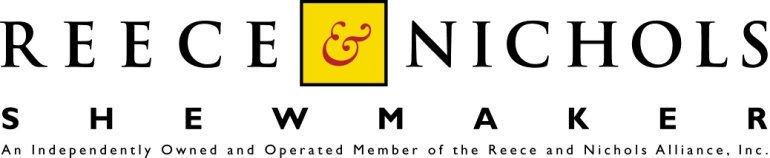 REECE & NICHOLS
SHEWMAKER
An Independently Owned and Operated Member of the Reece and Nichols Alliance, Inc.